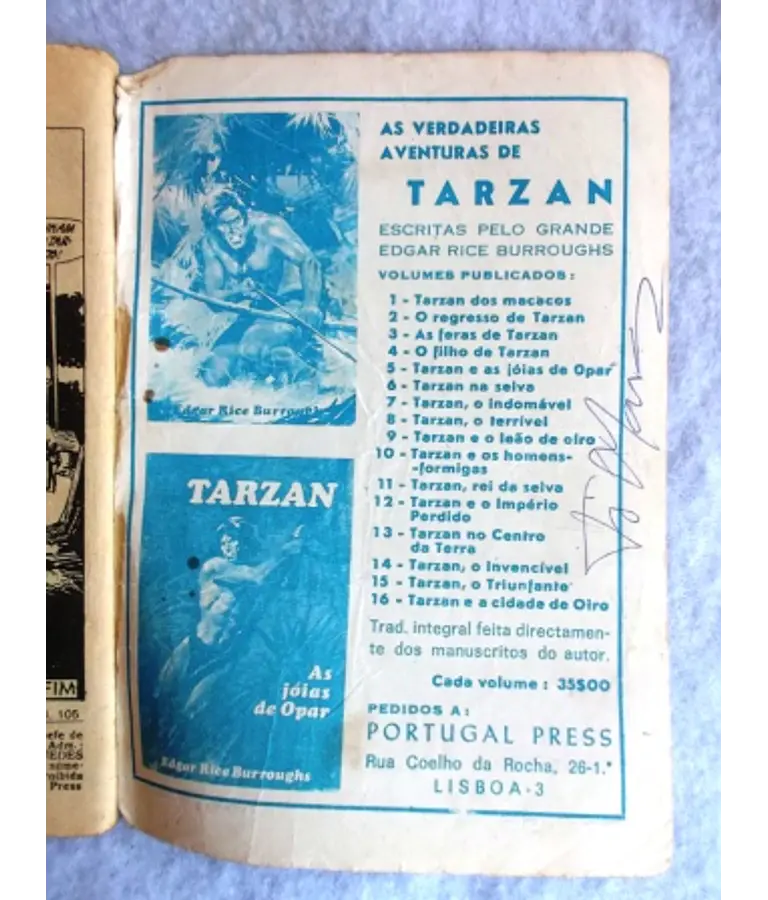 FIM
105
efe de
Adm.:
EDES
Press
Edgar Rice Burroughs
TARZAN
As
jóias
de Opar
Edgar Rice Burroughs
AS VERDADEIRAS
AVENTURAS DE
TARZAN
ESCRITAS PELO GRANDE
EDGAR RICE BURROUGHS
VOLUMES PUBLICADOS:
1 - Tarzan dos macacos
2 - O regresso de Tarzan
3 - As feras de Tarzan
4 - O filho de Tarzan
5 - Tarzan e as jóias de Opar
6 - Tarzan na selva
7 - Tarzan, o indomável
8 - Tarzan, o terrível
9 - Tarzan e o leão de oiro
10 - Tarzan e os homens-
-formigas
11 - Tarzan, rei da selva
12 - Tarzan e o Império
Perdido
13 - Tarzan no Centro
da Terra
14 - Tarzan, o Invencível
15 - Tarzan, o Triunfante
16 - Tarzan e a cidade de Oiro
Trad. integral feita directamen-
te dos manuscritos do autor.
Cada volume : 35$00
PEDIDOS A:
PORTUGAL PRESS
Rua Coelho da Rocha, 26-1.°
LISBOA-3